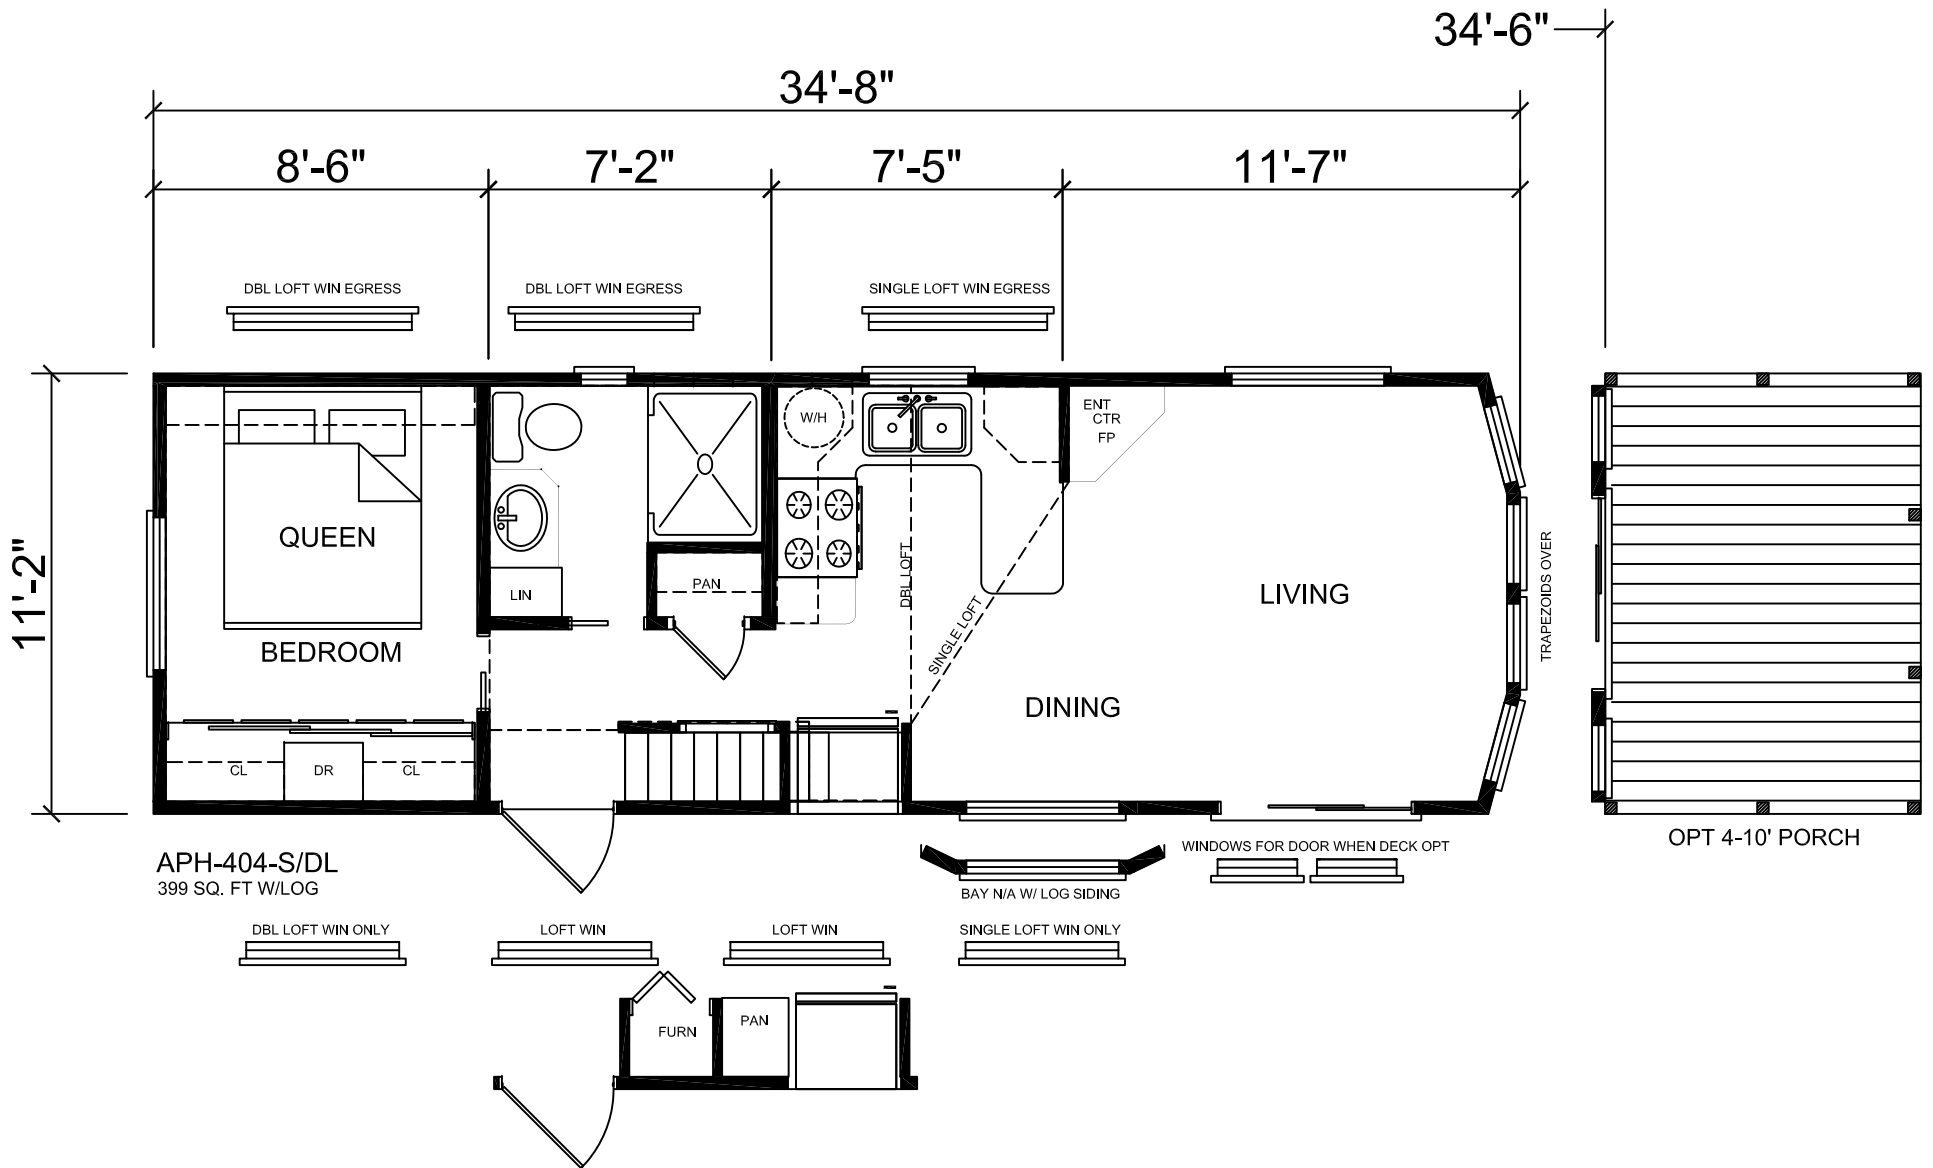 34'-6"
34'-8"
8'-6"
7'-2"
7'-5"
11'-7"
DBL LOFT WIN EGRESS
DBL LOFT WIN EGRESS
SINGLE LOFT WIN EGRESS
11'-2"
W/H
ENT
CTR
FP
QUEEN
BEDROOM
LIN
PAN
DBL LOFT
SINGLE LOFT
LIVING
DINING
TRAPEZOIDS OVER
CL
DR
CL
OPT 4-10' PORCH
APH-404-S/DL
399 SQ. FT W/LOG
WINDOWS FOR DOOR WHEN DECK OPT
BAY N/A W/ LOG SIDING
DBL LOFT WIN ONLY
LOFT WIN
LOFT WIN
SINGLE LOFT WIN ONLY
FURN
PAN